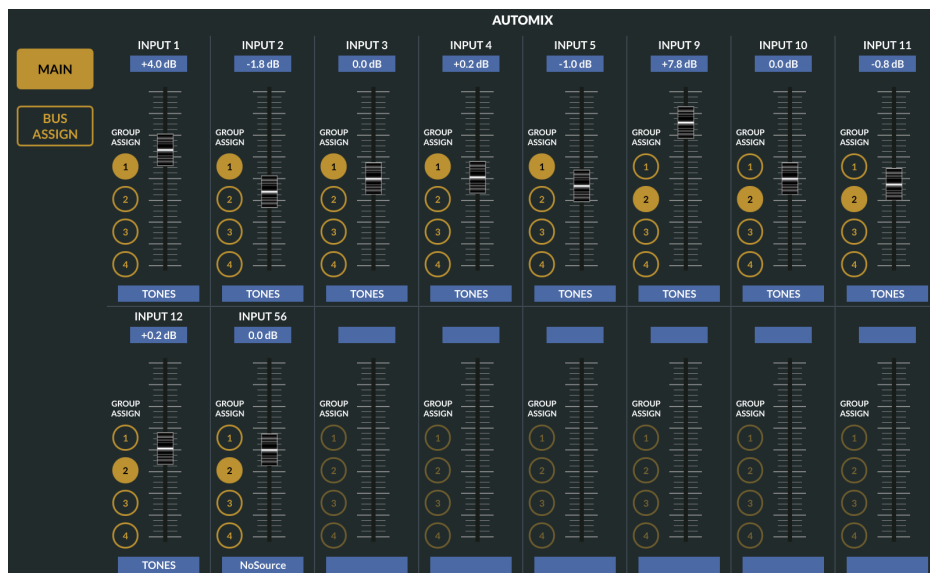 AUTOMIX
MAIN
BUS
ASSIGN
INPUT 1 INPUT 2 INPUT 3 INPUT 4 INPUT 5 INPUT 9 INPUT 10 INPUT 11
+4.0 dB -1.8 dB 0.0 dB +0.2 dB -1.0 dB +7.8 dB 0.0 dB -0.8 dB
GROUP GROUP GROUP GROUP GROUP GROUP GROUP GROUP
ASSIGN ASSIGN ASSIGN ASSIGN ASSIGN ASSIGN ASSIGN ASSIGN
1 1 1 1 1 1 1 1
2 2 2 2 2 2 2 2
3 3 3 3 3 3 3 3
4 4 4 4 4 4 4 4
TONES TONES TONES TONES TONES TONES TONES TONES
INPUT 12 INPUT 56
+0.2 dB 0.0 dB
GROUP GROUP GROUP GROUP GROUP GROUP GROUP GROUP
ASSIGN ASSIGN ASSIGN ASSIGN ASSIGN ASSIGN ASSIGN ASSIGN
1 1 1 1 1 1 1 1
2 2 2 2 2 2 2 2
3 3 3 3 3 3 3 3
4 4 4 4 4 4 4 4
TONES NoSource